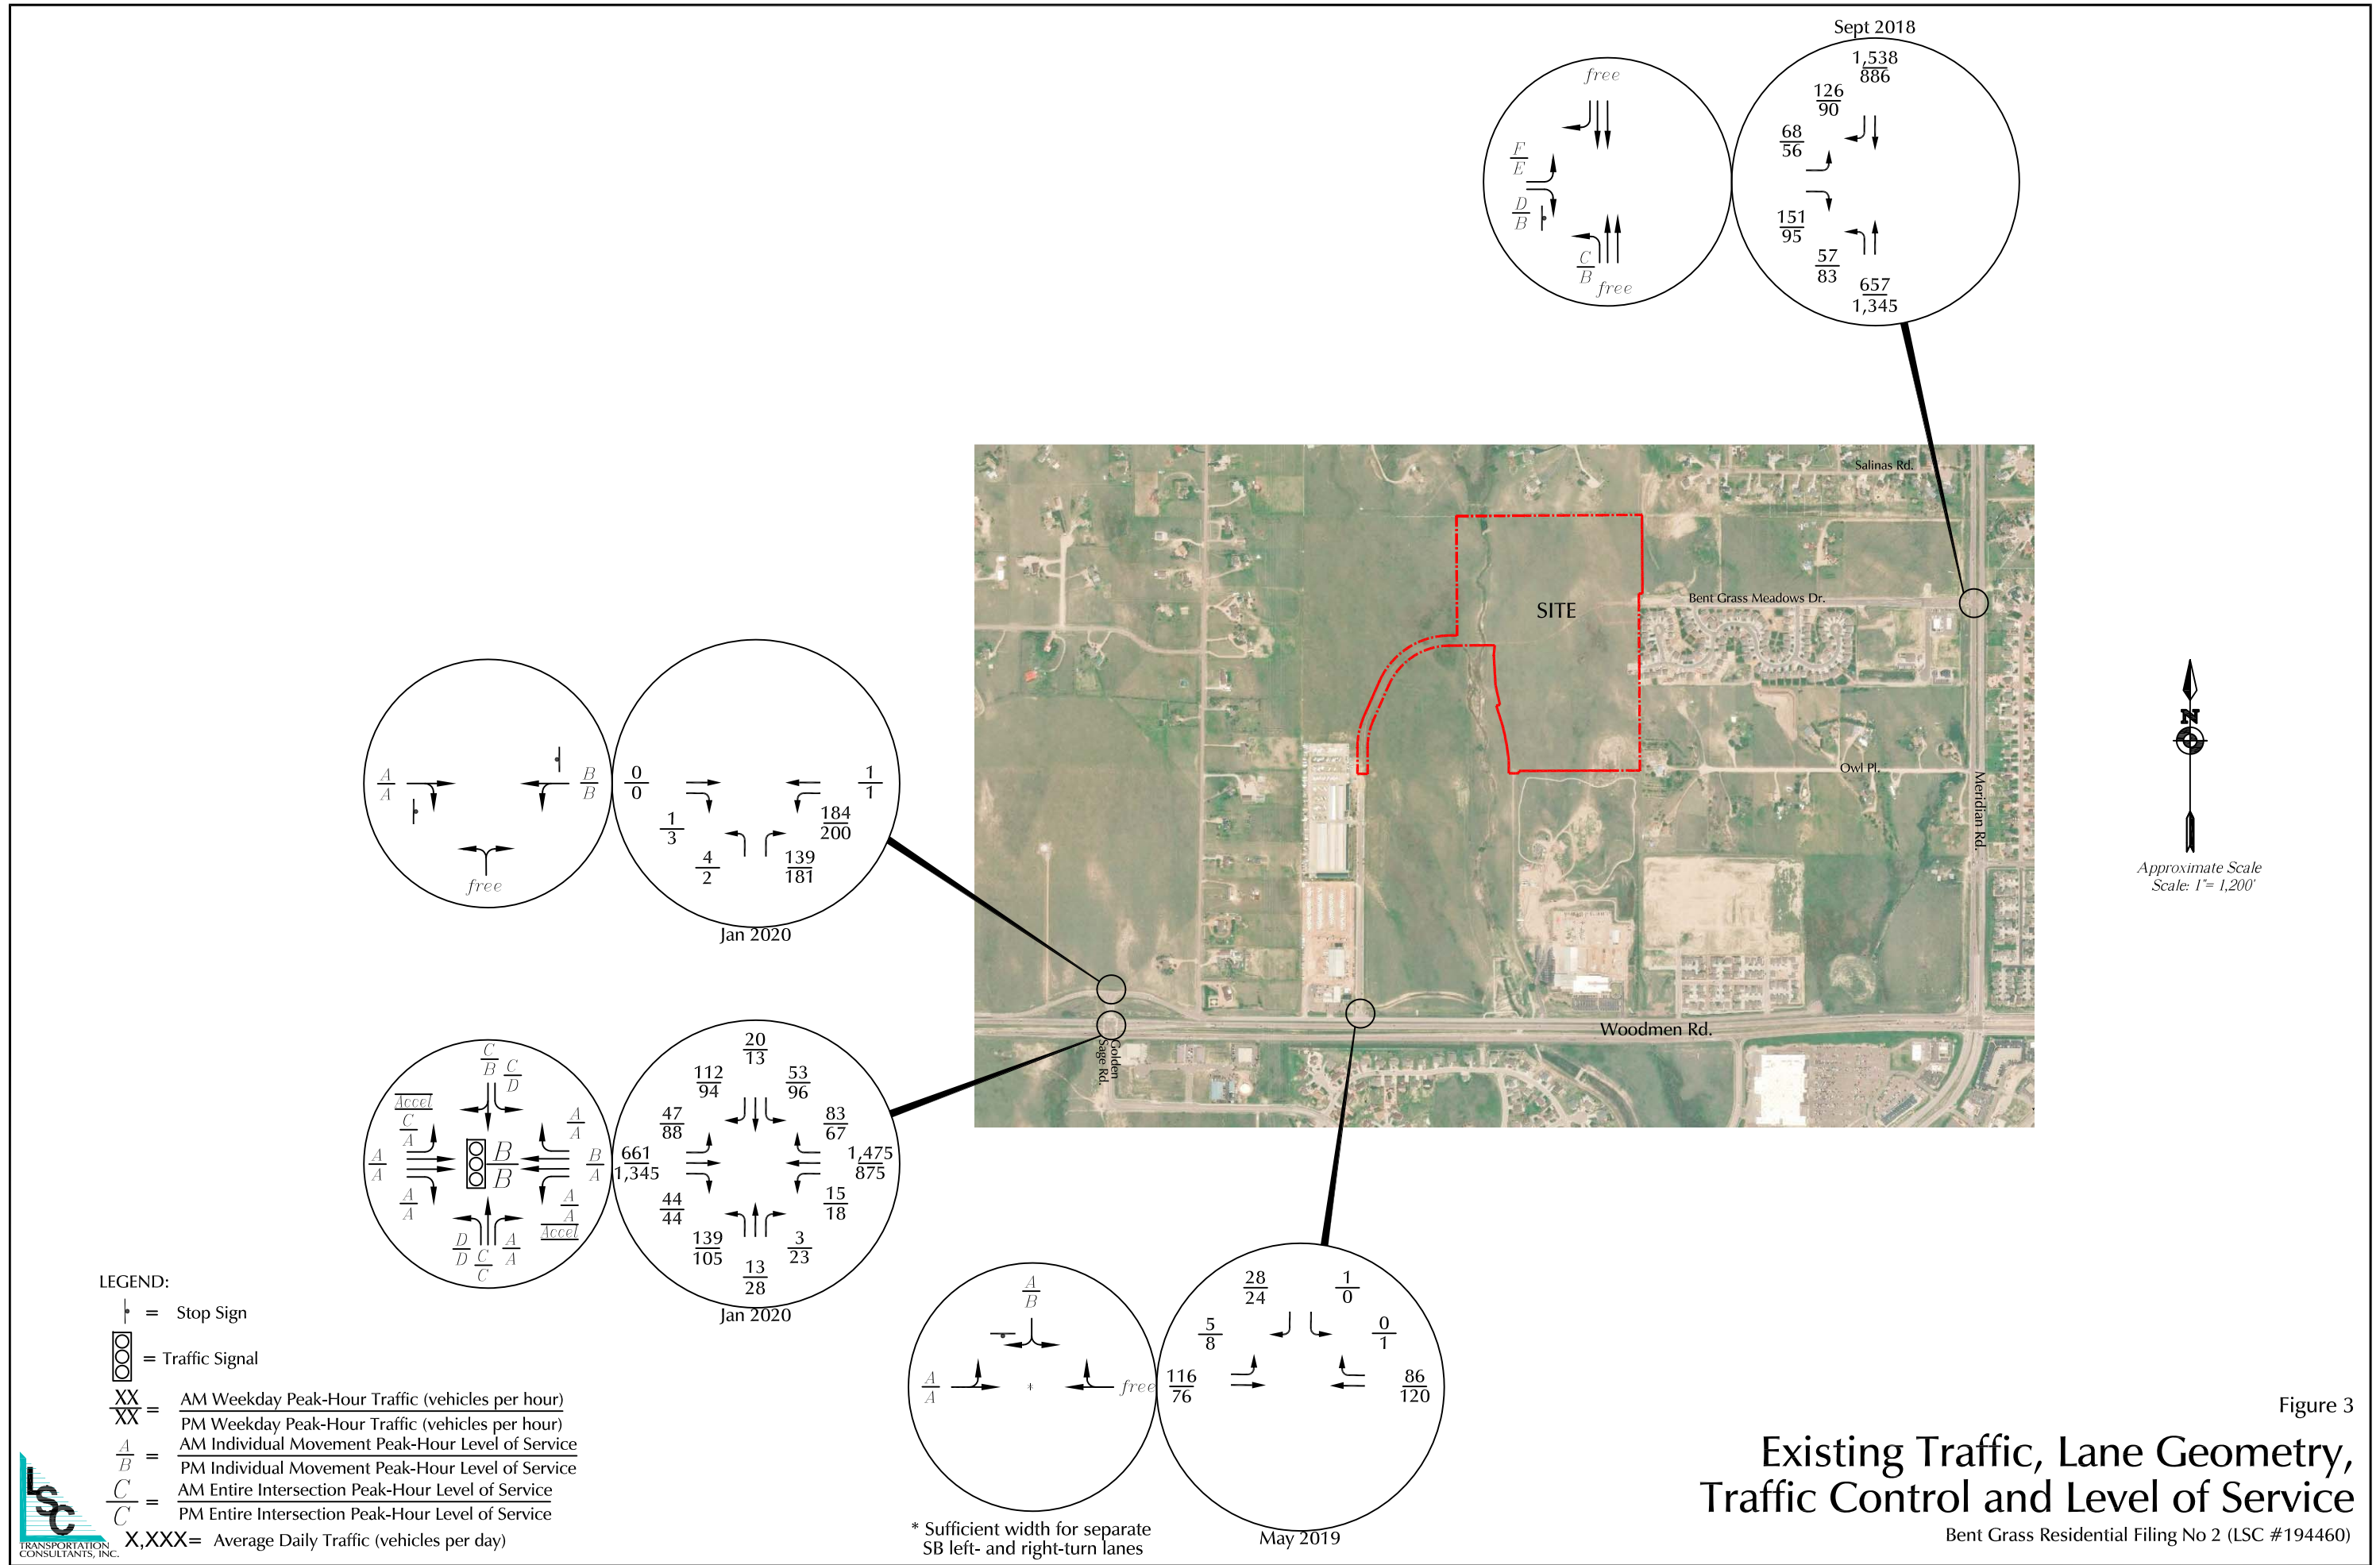 Sept 2018
1,538
886
126
90
68
56
151
95
57
83
657
1,345
free
F
E
D
B
C
B
free
Salinas Rd.
Bent Grass Meadows Dr.
SITE
Owl Pl.
Meridian Rd.
Woodmen Rd.
Golden
Sage Rd.
N
Approximate Scale
Scale: 1"= 1,200'
A
A
B
B
free
0
0
1
3
4
2
139
181
184
200
1
1
Jan 2020
C
B
C
D
Accel
C
A
A
A
A
A
B
B
A
A
B
A
A
A
Accel
D
D
C
C
A
A
20
13
112
94
53
96
47
88
83
67
661
1,345
1,475
875
44
44
15
18
139
105
3
23
13
28
Jan 2020
A
B
A
A
*
free
28
24
1
0
5
8
0
1
116
76
86
120
May 2019
* Sufficient width for separate
SB left- and right-turn lanes
LEGEND:
= Stop Sign
= Traffic Signal
XX
XX
=
AM Weekday Peak-Hour Traffic (vehicles per hour)
PM Weekday Peak-Hour Traffic (vehicles per hour)
A
B
=
AM Individual Movement Peak-Hour Level of Service
PM Individual Movement Peak-Hour Level of Service
C
C
=
AM Entire Intersection Peak-Hour Level of Service
PM Entire Intersection Peak-Hour Level of Service
X,XXX= Average Daily Traffic (vehicles per day)
LSC
TRANSPORTATION
CONSULTANTS, INC.
Figure 3
Existing Traffic, Lane Geometry,
Traffic Control and Level of Service
Bent Grass Residential Filing No 2 (LSC #194460)